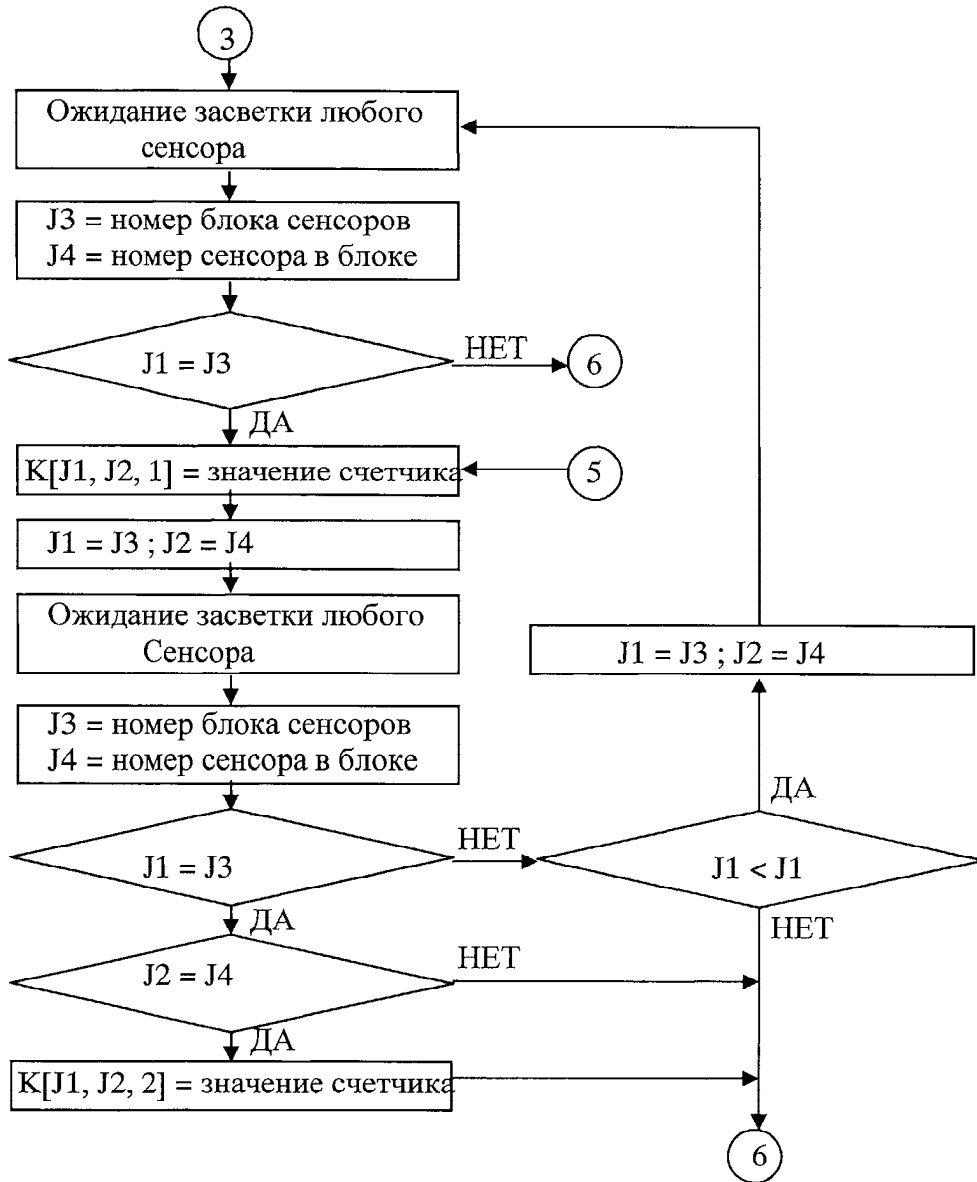 3
Ожидание засветки любого
сенсора
J3 = номер блока сенсоров
J4 = номер сенсора в блоке
J1 = J3
НЕТ
6
ДА
K[J1, J2, 1] = значение счетчика
5
J1 = J3 ; J2 = J4
Ожидание засветки любого
Сенсора
J1 = J3 ; J2 = J4
J3 = номер блока сенсоров
J4 = номер сенсора в блоке
ДА
J1 = J3
НЕТ
J1 < J1
ДА
НЕТ
J2 = J4
НЕТ
ДА
K[J1, J2, 2] = значение счетчика
6